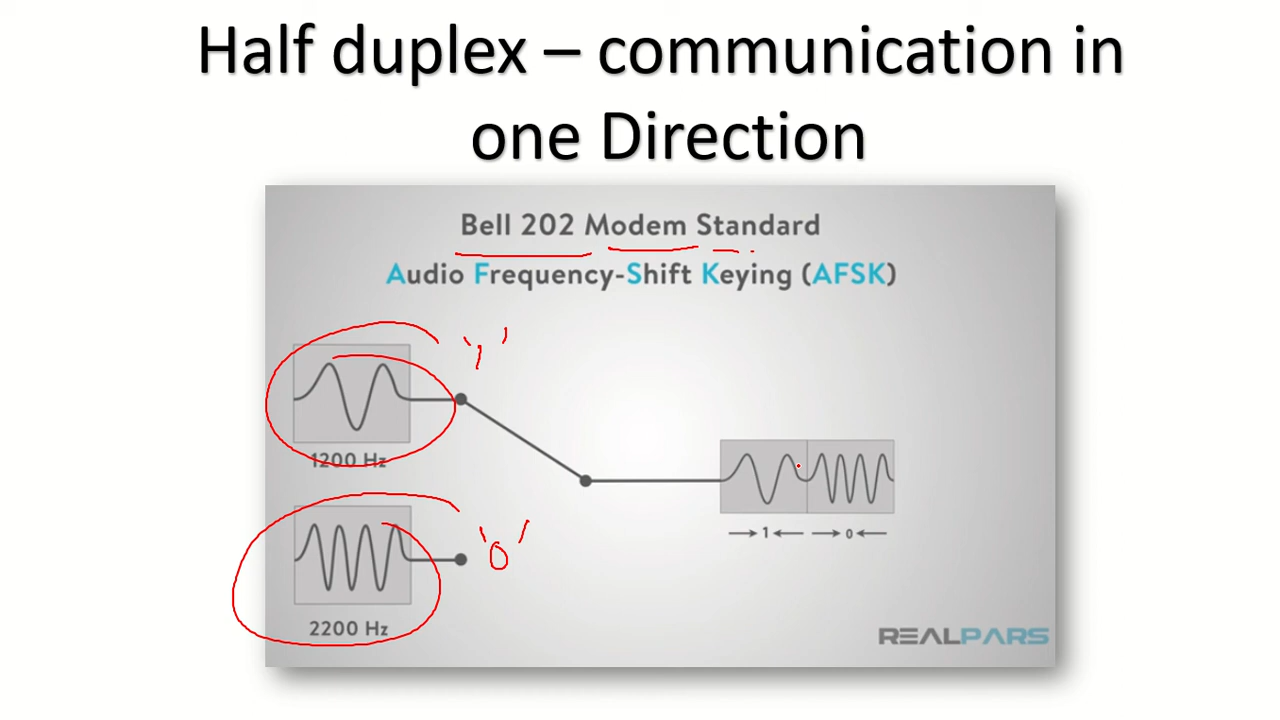 Half duplex – communication in
one Direction
Bell 202 Modem Standard
Audio Frequency-Shift Keying (AFSK)
'1'
1200 Hz
'0'
1 0
2200 Hz
REALPARS